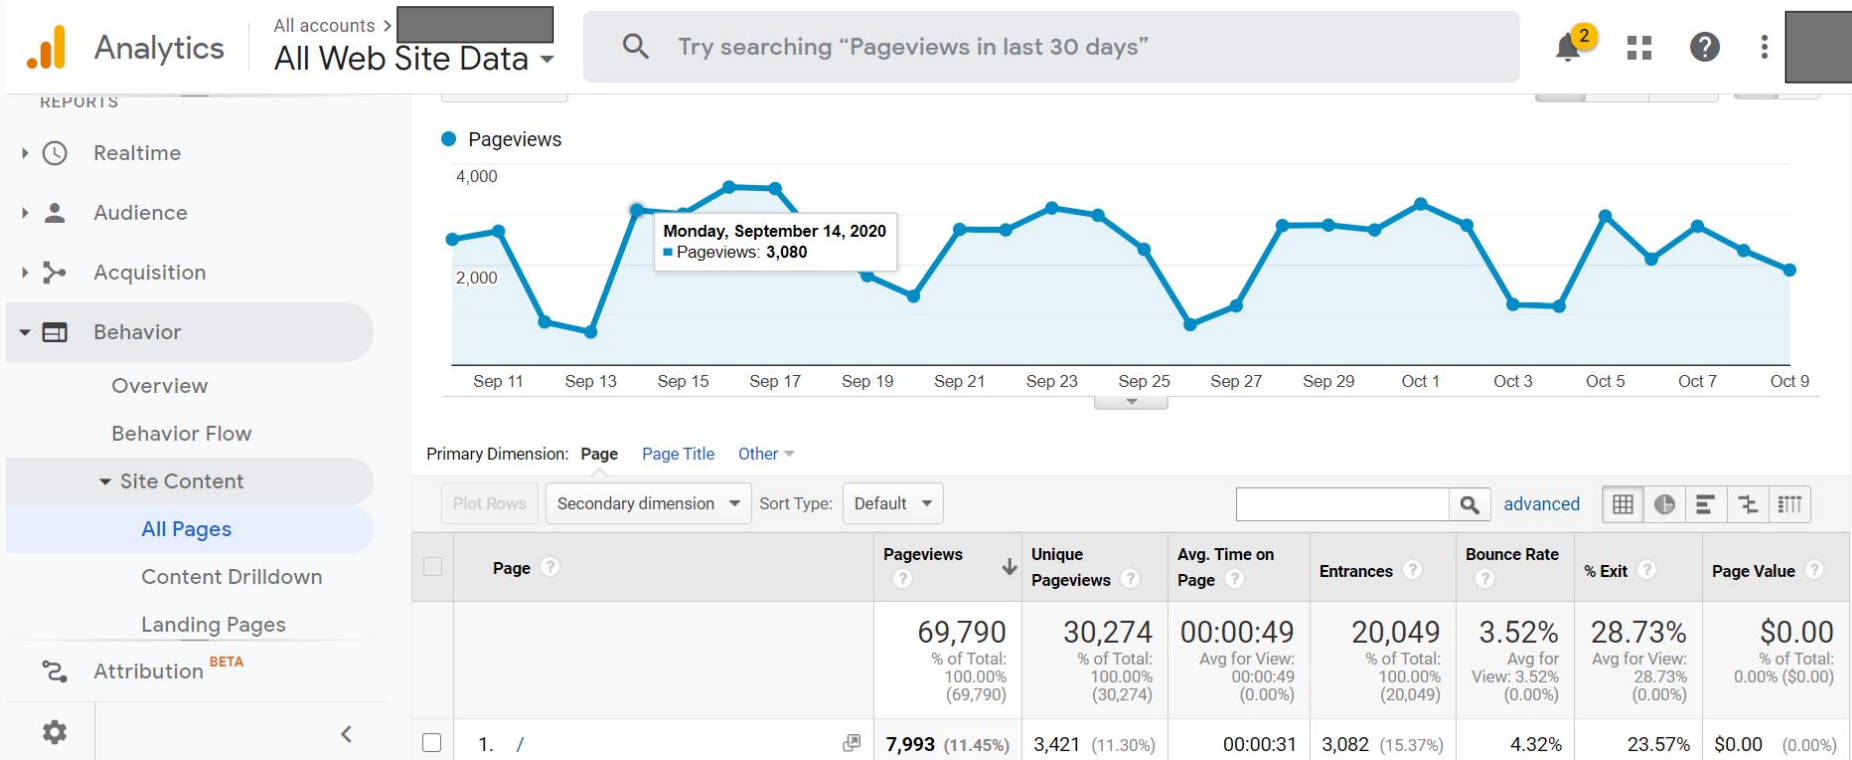 Analytics
All accounts >
All Web Site Data
Try searching “Pageviews in last 30 days”
2
REPORTS
Realtime
Audience
Acquisition
Behavior
Overview
Behavior Flow
Site Content
All Pages
Content Drilldown
Landing Pages
Attribution BETA
Pageviews
4,000
2,000
Monday, September 14, 2020
Pageviews: 3,080
Sep 11 Sep 13 Sep 15 Sep 17 Sep 19 Sep 21 Sep 23 Sep 25 Sep 27 Sep 29 Oct 1 Oct 3 Oct 5 Oct 7 Oct 9
Primary Dimension: Page Page Title Other
Plot Rows Secondary dimension Sort Type: Default advanced
Page ? Pageviews ? Unique Pageviews ? Avg. Time on Page ? Entrances ? Bounce Rate ? % Exit ? Page Value ?
69,790 30,274 00:00:49 20,049 3.52% 28.73% $0.00
% of Total: % of Total: Avg for View: % of Total: Avg for Avg for View: % of Total:
100.00% 100.00% 00:00:49 100.00% View: 3.52% 28.73% 0.00% ($0.00)
(69,790) (30,274) (0.00%) (20,049) (0.00%) (0.00%)
1. / 7,993 (11.45%) 3,421 (11.30%) 00:00:31 3,082 (15.37%) 4.32% 23.57% $0.00 (0.00%)